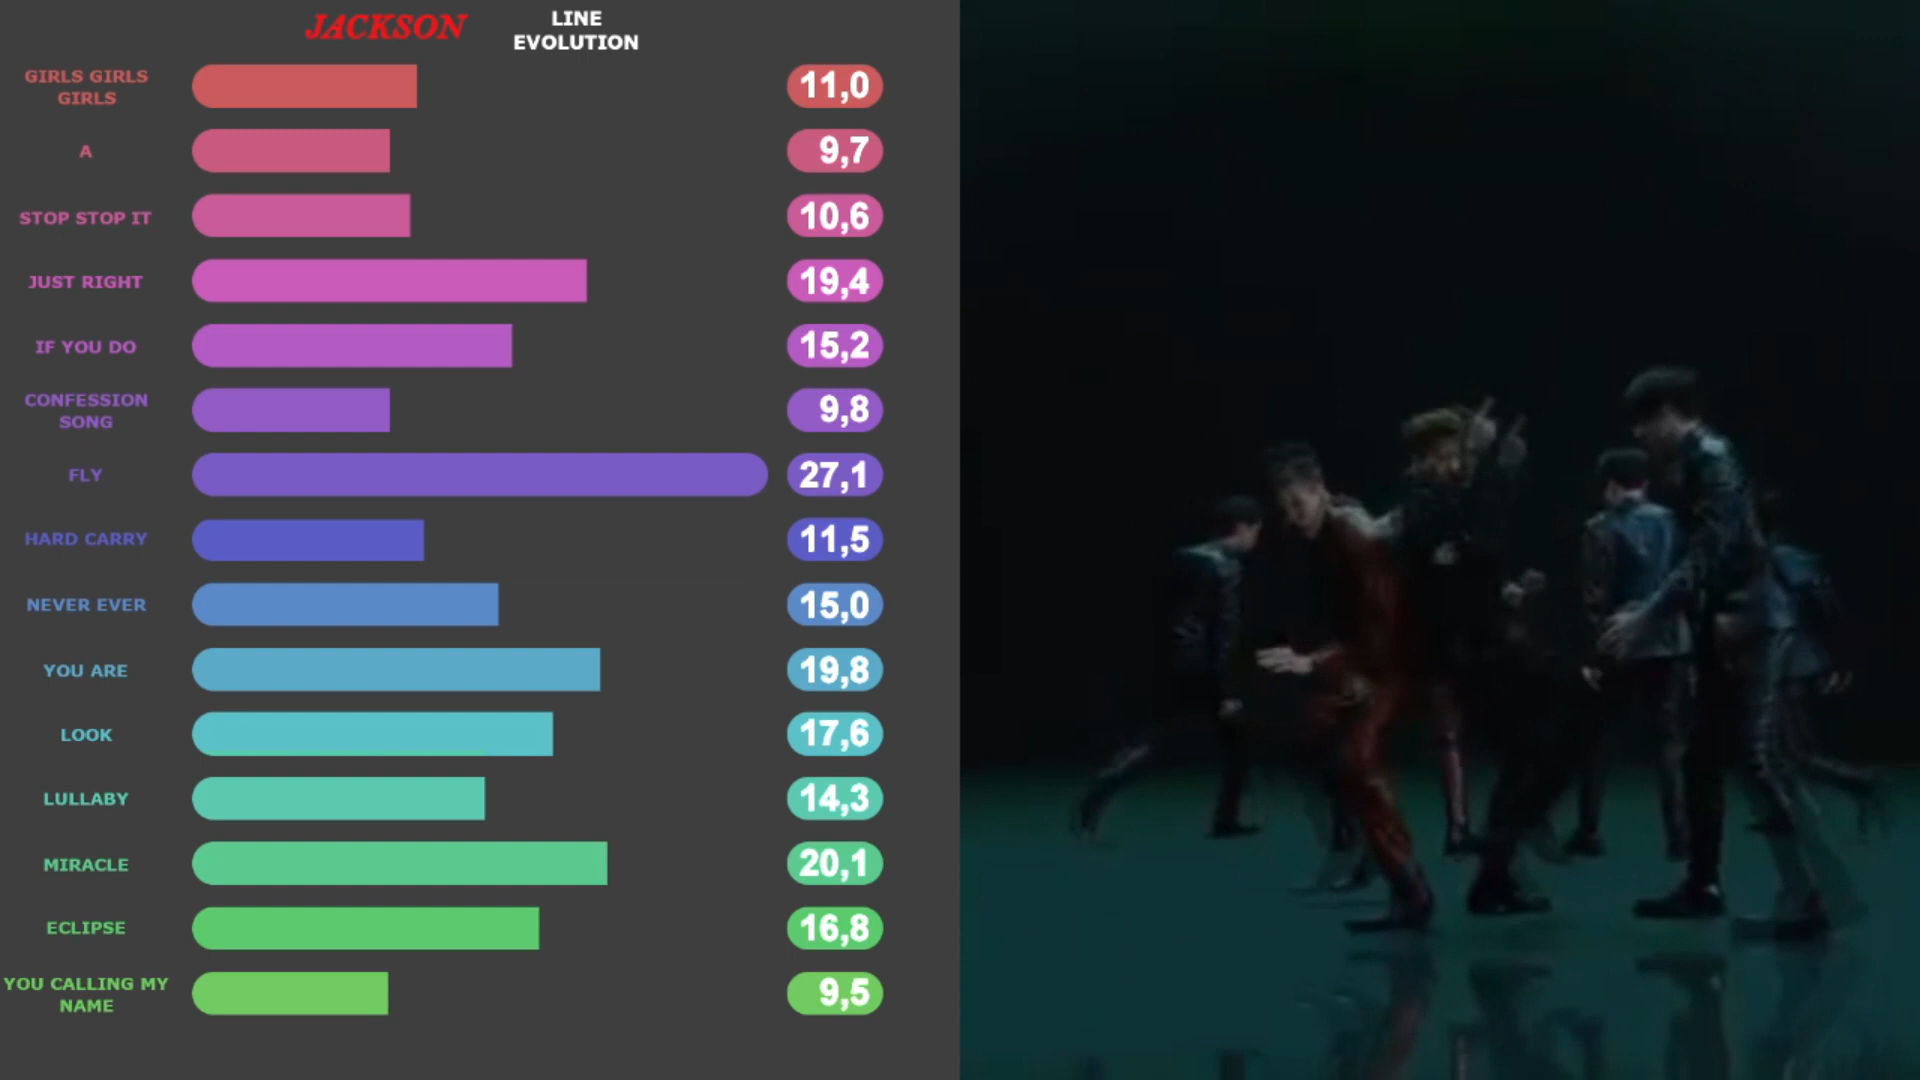 JACKSON
LINE
EVOLUTION
GIRLS GIRLS
GIRLS
11,0
A
9,7
STOP STOP IT
10,6
JUST RIGHT
19,4
IF YOU DO
15,2
CONFESSION
SONG
9,8
FLY
27,1
HARD CARRY
11,5
NEVER EVER
15,0
YOU ARE
19,8
LOOK
17,6
LULLABY
14,3
MIRACLE
20,1
ECLIPSE
16,8
YOU CALLING MY
NAME
9,5